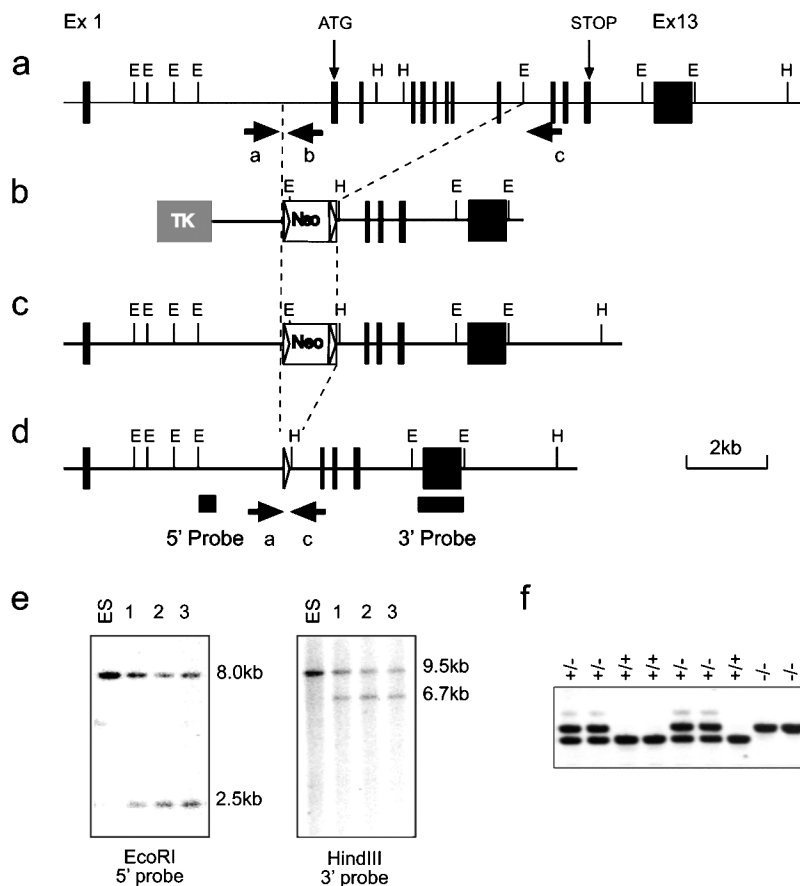 Ex 1 ATG STOP Ex13
a
E E E E H H E E E H
a b c
b
E H E E
TK Neo
c
E E E E E H E E H
Neo
d
E E E E H E E H
2kb
5’ Probe a c 3’ Probe
e
ES 1 2 3
8.0kb
2.5kb
EcoRI
5’ probe
ES 1 2 3
9.5kb
6.7kb
HindIII
3’ probe
f
+/- +/- +/+ +/+ +/- +/- +/+ -/- -/-